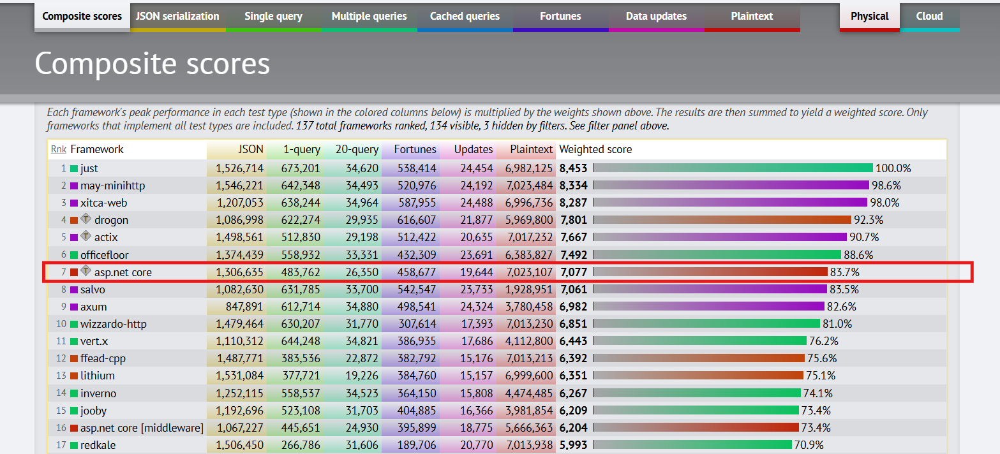 Composite scores JSON serialization Single query Multiple queries Cached queries Fortunes Data updates Plaintext Physical Cloud
Composite scores
Each framework's peak performance in each test type (shown in the colored columns below) is multiplied by the weights shown above. The results are then summed to yield a weighted score. Only
frameworks that implement all test types are included. 137 total frameworks ranked, 134 visible, 3 hidden by filters. See filter panel above.
Rnk Framework JSON 1-query 20-query Fortunes Updates Plaintext Weighted score
1 just 1,526,714 673,201 34,620 538,414 24,454 6,982,125 8,453 100.0%
2 may-minihttp 1,546,221 642,348 34,493 520,976 24,192 7,023,484 8,334 98.6%
3 xitca-web 1,207,053 638,244 34,964 587,955 24,488 6,996,736 8,287 98.0%
4 T drogon 1,086,998 622,274 29,935 616,607 21,877 5,969,800 7,801 92.3%
5 T actix 1,498,561 512,830 29,198 512,422 20,635 7,017,232 7,667 90.7%
6 officefloor 1,374,439 558,932 33,331 432,309 23,691 6,383,827 7,492 88.6%
7 T asp.net core 1,306,635 483,762 26,350 458,677 19,644 7,023,107 7,077 83.7%
8 salvo 1,082,630 631,785 33,700 542,547 23,733 1,928,951 7,061 83.5%
9 axum 847,891 612,714 34,880 498,541 24,324 3,780,458 6,982 82.6%
10 wizzardo-http 1,479,464 630,207 31,770 307,614 17,393 7,013,230 6,851 81.0%
11 vert.x 1,110,312 644,248 34,821 386,935 17,686 4,112,800 6,443 76.2%
12 ffead-cpp 1,487,771 383,536 22,872 382,792 15,176 7,013,213 6,392 75.6%
13 lithium 1,531,084 377,721 19,226 384,760 15,157 6,999,600 6,351 75.1%
14 inverno 1,252,115 558,537 34,523 364,150 15,808 4,474,485 6,267 74.1%
15 jooby 1,192,696 523,108 31,703 404,885 16,366 3,981,854 6,209 73.4%
16 asp.net core [middleware] 1,067,227 445,651 24,930 395,899 18,775 5,666,563 6,204 73.4%
17 redkale 1,506,450 266,786 31,606 189,706 20,770 7,013,938 5,993 70.9%